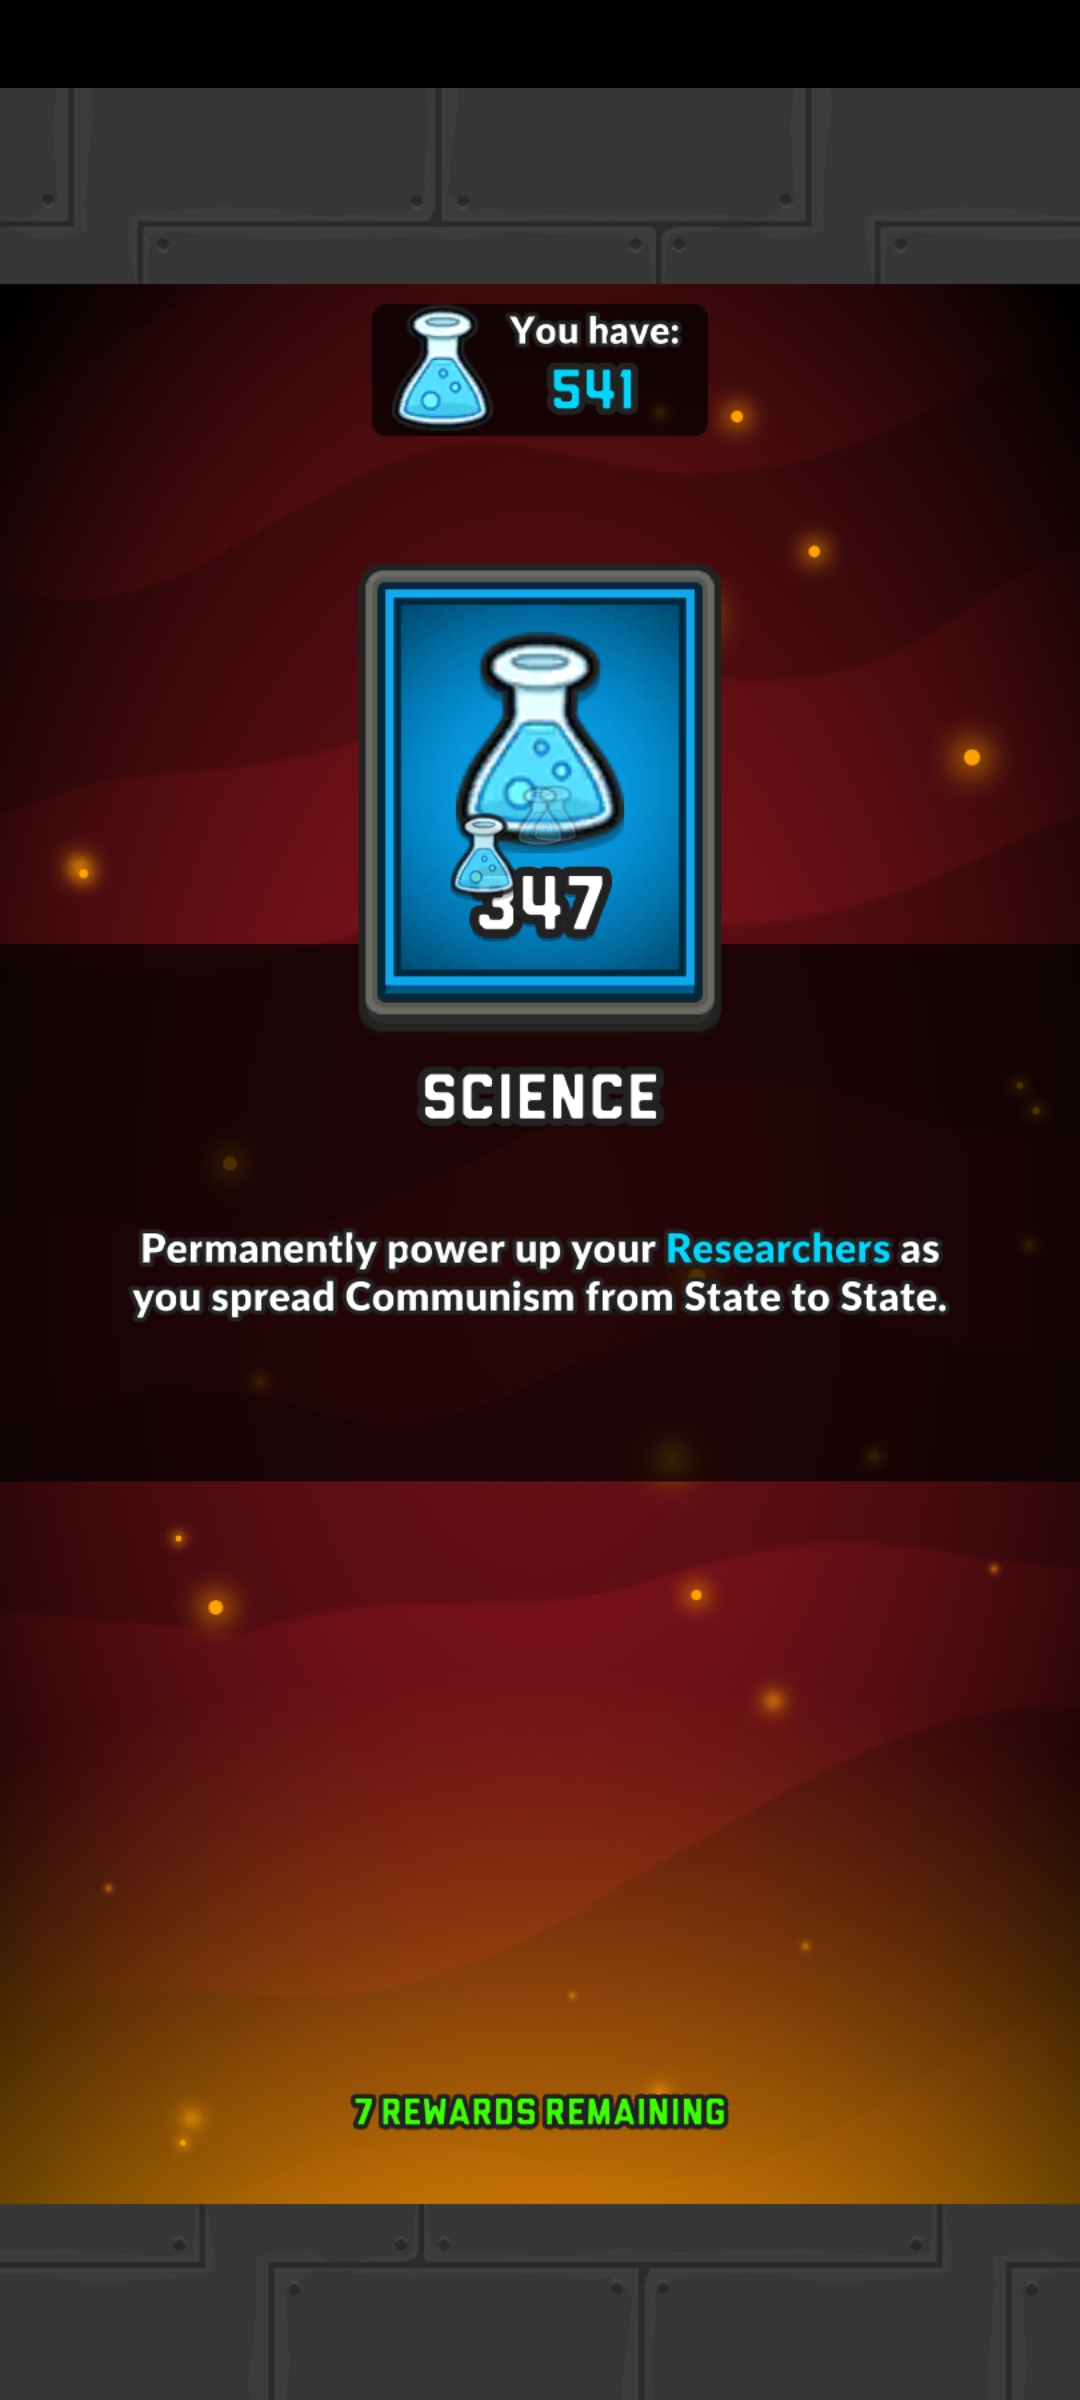 You have:
541
347
SCIENCE
Permanently power up your Researchers as
you spread Communism from State to State.
7 REWARDS REMAINING